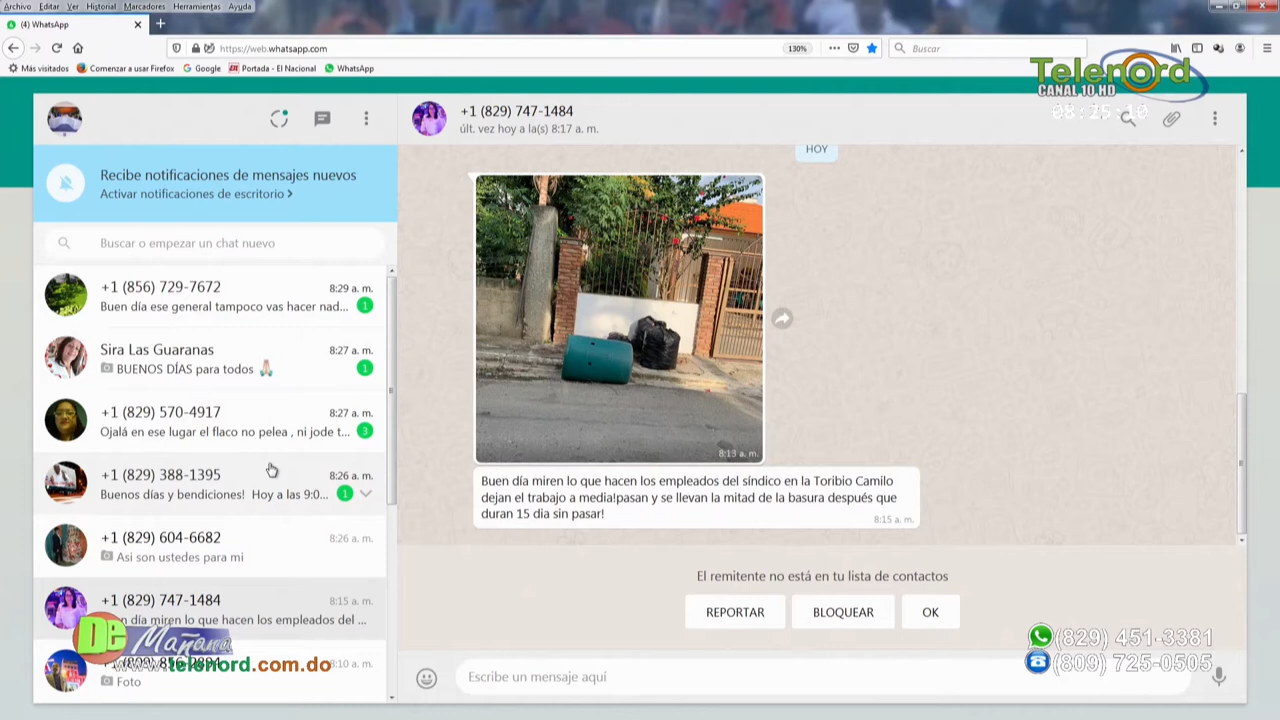 Archivo Editar Ver Historial Marcadores Herramientas Ayuda
(4) WhatsApp
https://web.whatsapp.com
130%
Buscar
Más visitados Comenzar a usar Firefox Google Portada - El Nacional WhatsApp
Telenord
CANAL 10 HD
08:25:10
+1 (829) 747-1484
últ. vez hoy a la(s) 8:17 a. m.
Recibe notificaciones de mensajes nuevos
Activar notificaciones de escritorio >
Buscar o empezar un chat nuevo
+1 (856) 729-7672 8:29 a. m.
Buen día ese general tampoco vas hacer nad... 1
Sira Las Guaranas 8:27 a. m.
BUENOS DÍAS para todos 🙏🏻 1
+1 (829) 570-4917 8:27 a. m.
Ojalá en ese lugar el flaco no pelea , ni jode t... 3
+1 (829) 388-1395 8:26 a. m.
Buenos días y bendiciones! Hoy a las 9:0... 1
+1 (829) 604-6682 8:26 a. m.
Asi son ustedes para mi
+1 (829) 747-1484 8:15 a. m.
día miren lo que hacen los empleados del ...
De Mañana
www.telenord.com.do
8:10 a. m.
Foto
HOY
8:13 a. m.
Buen día miren lo que hacen los empleados del síndico en la Toribio Camilo
dejan el trabajo a media!pasan y se llevan la mitad de la basura después que
duran 15 dia sin pasar!
8:15 a. m.
El remitente no está en tu lista de contactos
REPORTAR BLOQUEAR OK
(829) 451-3381
(809) 725-0505
Escribe un mensaje aquí